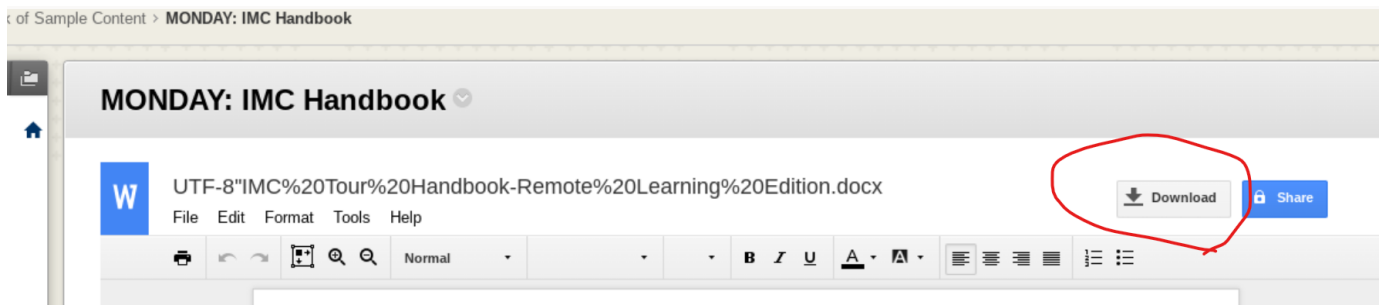 of Sample Content > MONDAY: IMC Handbook
MONDAY: IMC Handbook
W
UTF-8"IMC%20Tour%20Handbook-Remote%20Learning%20Edition.docx
File Edit Format Tools Help
Download
Share
Normal
B I U A A